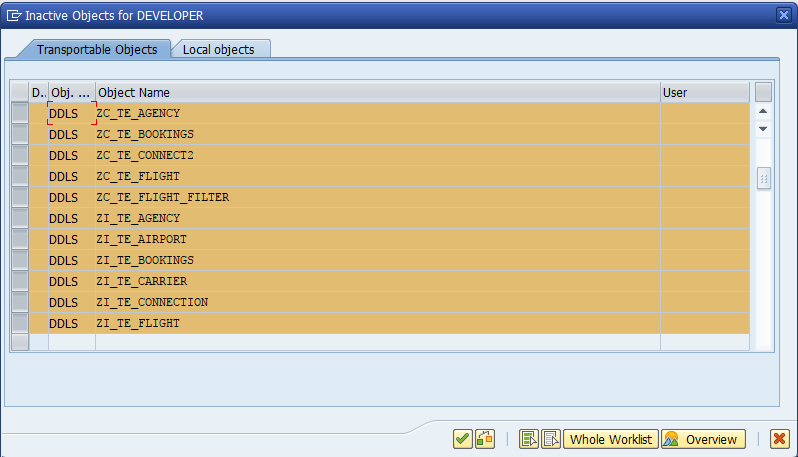 Inactive Objects for DEVELOPER
Transportable Objects Local objects
D.. Obj. ... Object Name User
DDLS ZC_TE_AGENCY
DDLS ZC_TE_BOOKINGS
DDLS ZC_TE_CONNECT2
DDLS ZC_TE_FLIGHT
DDLS ZC_TE_FLIGHT_FILTER
DDLS ZI_TE_AGENCY
DDLS ZI_TE_AIRPORT
DDLS ZI_TE_BOOKINGS
DDLS ZI_TE_CARRIER
DDLS ZI_TE_CONNECTION
DDLS ZI_TE_FLIGHT
Whole Worklist Overview